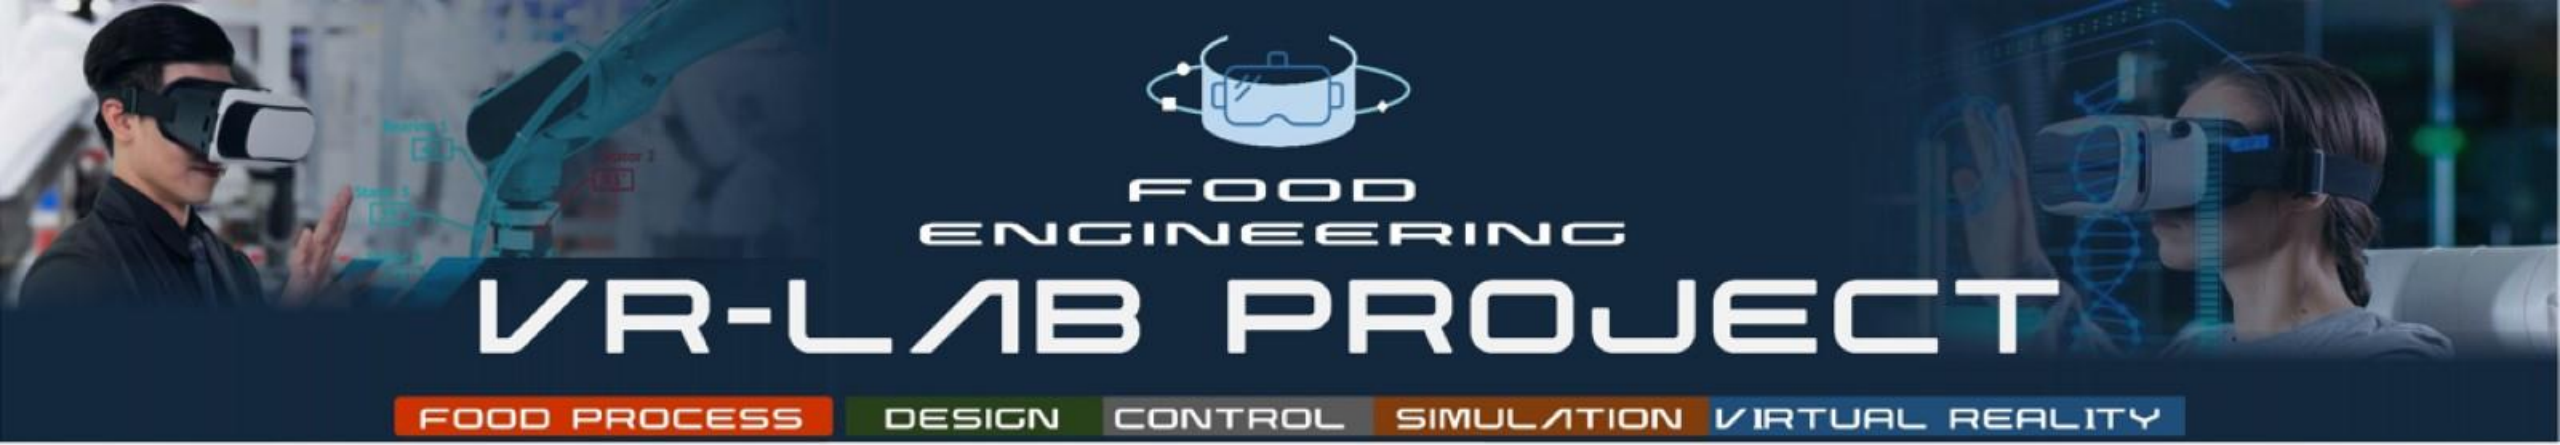 FOOD
ENGINEERING
VR-LAB PROJECT
FOOD PROCESS DESIGN CONTROL SIMULATION VIRTUAL REALITY